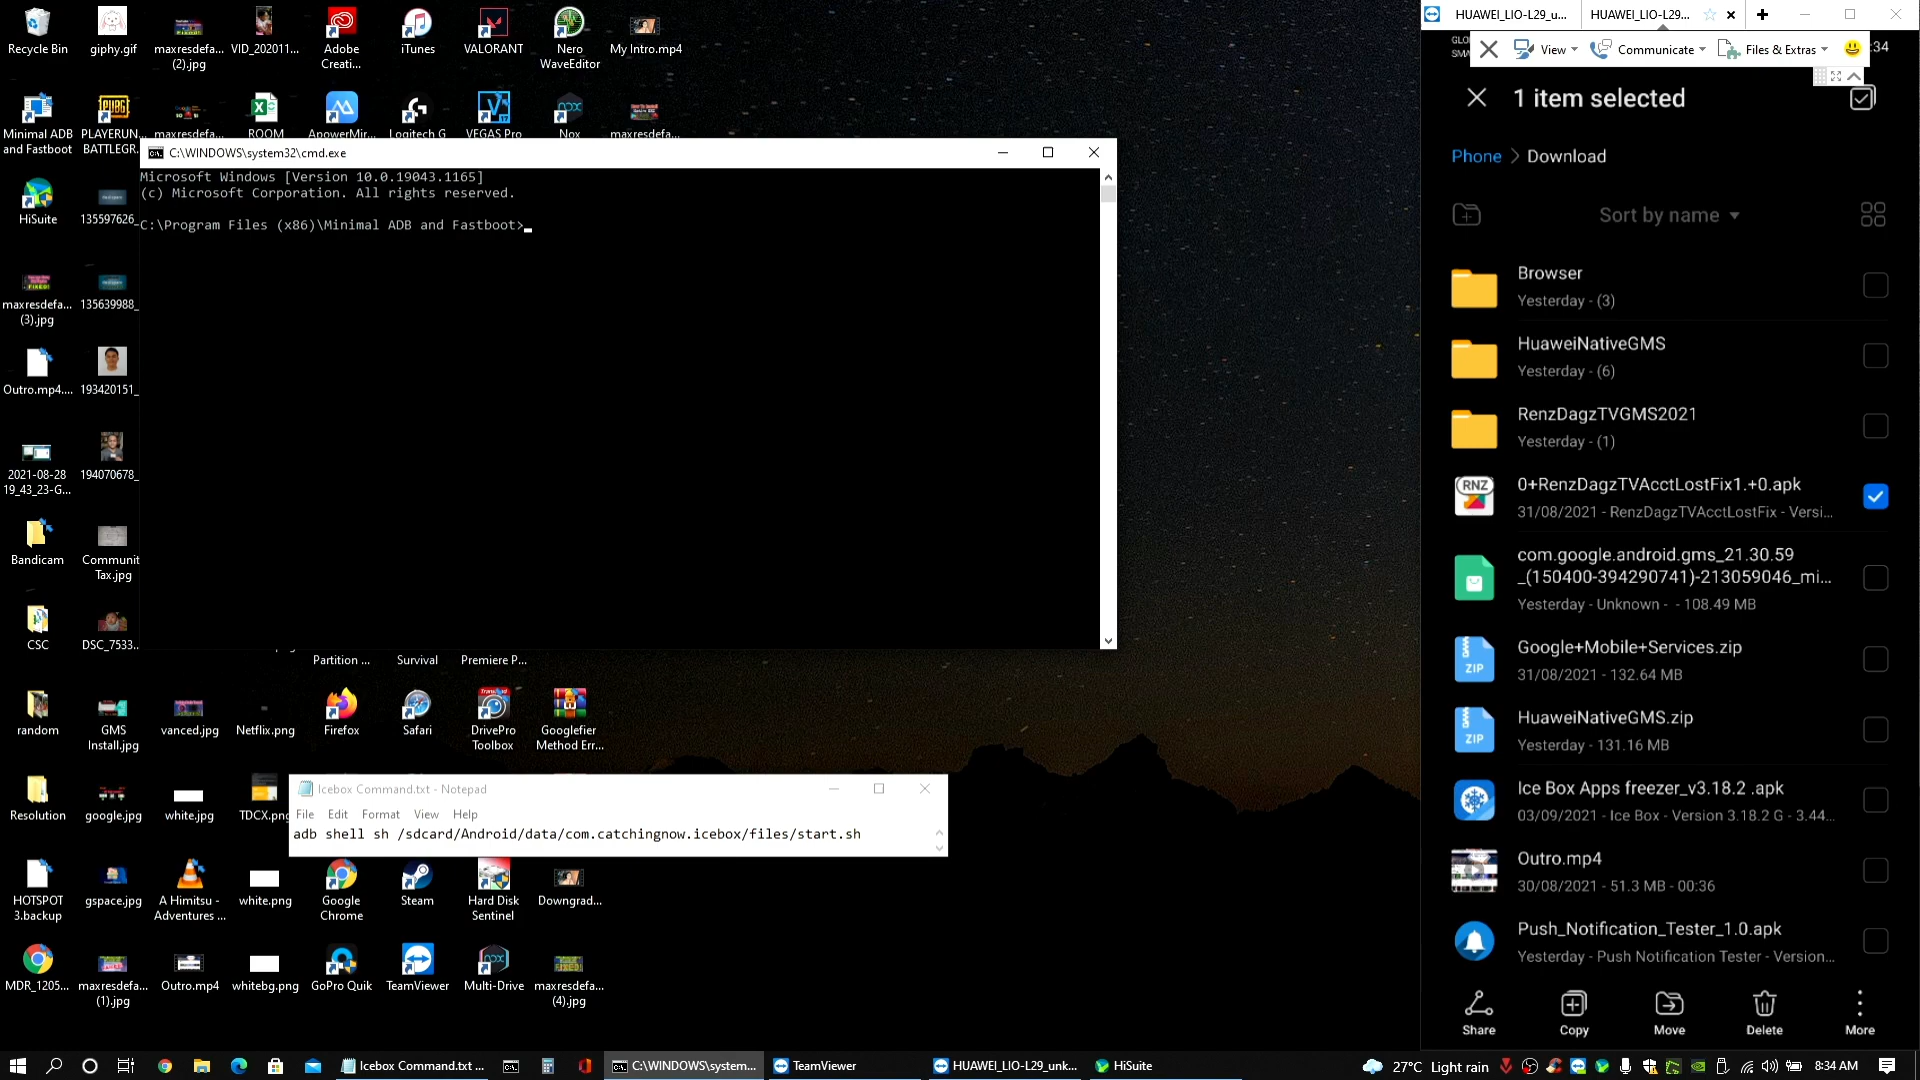 Recycle Bin
giphy.gif
maxresdefa...
(2).jpg
VID_202011...
Adobe
Creati...
iTunes
VALORANT
Nero
WaveEditor
My Intro.mp4
Minimal ADB
and Fastboot
PLAYERUN...
BATTLEGR...
maxresdefa...
ROOM
ApowerMir...
Logitech G
VEGAS Pro
Nox
maxresdefa...
C:\WINDOWS\system32\cmd.exe
Microsoft Windows [Version 10.0.19043.1165]
(c) Microsoft Corporation. All rights reserved.
C:\Program Files (x86)\Minimal ADB and Fastboot>
HiSuite
135597626_
maxresdefa...
(3).jpg
135639988_
Outro.mp4....
193420151_
2021-08-28
19_43_23-G...
194070678_
Bandicam
Communit
Tax.jpg
CSC
DSC_7533..
Partition ...
Survival
Premiere P...
random
GMS
Install.jpg
vanced.jpg
Netflix.png
Firefox
Safari
DrivePro
Toolbox
Googlefier
Method Err...
Resolution
google.jpg
white.jpg
TDCX.png
Icebox Command.txt - Notepad
File Edit Format View Help
adb shell sh /sdcard/Android/data/com.catchingnow.icebox/files/start.sh
HOTSPOT
3.backup
gspace.jpg
A Himitsu -
Adventures ...
white.png
Google
Chrome
Steam
Hard Disk
Sentinel
Downgrad...
MDR_1205...
maxresdefa...
(1).jpg
Outro.mp4
whitebg.png
GoPro Quik
TeamViewer
Multi-Drive
maxresdefa...
(4).jpg
HUAWEI_LIO-L29_u...
HUAWEI_LIO-L29...
View
Communicate
Files & Extras
:34
1 item selected
Phone > Download
Sort by name
Browser
Yesterday - (3)
HuaweiNativeGMS
Yesterday - (6)
RenzDagzTVGMS2021
Yesterday - (1)
RNZ
0+RenzDagzTVAcctLostFix1.+0.apk
31/08/2021 - RenzDagzTVAcctLostFix - Versi...
com.google.android.gms_21.30.59
_(150400-394290741)-213059046_mi...
Yesterday - Unknown - - 108.49 MB
ZIP
Google+Mobile+Services.zip
31/08/2021 - 132.64 MB
ZIP
HuaweiNativeGMS.zip
Yesterday - 131.16 MB
Ice Box Apps freezer_v3.18.2 .apk
03/09/2021 - Ice Box - Version 3.18.2 G - 3.44...
Outro.mp4
30/08/2021 - 51.3 MB - 00:36
Push_Notification_Tester_1.0.apk
Yesterday - Push Notification Tester - Version...
Share
Copy
Move
Delete
More
Icebox Command.txt ...
C:\WINDOWS\system...
TeamViewer
HUAWEI_LIO-L29_unk...
HiSuite
27°C Light rain
8:34 AM